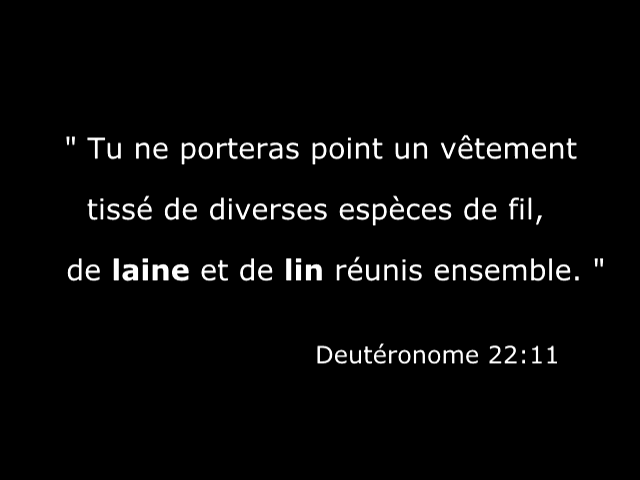 " Tu ne porteras point un vêtement
tissé de diverses espèces de fil,
de laine et de lin réunis ensemble. "
Deutéronome 22:11